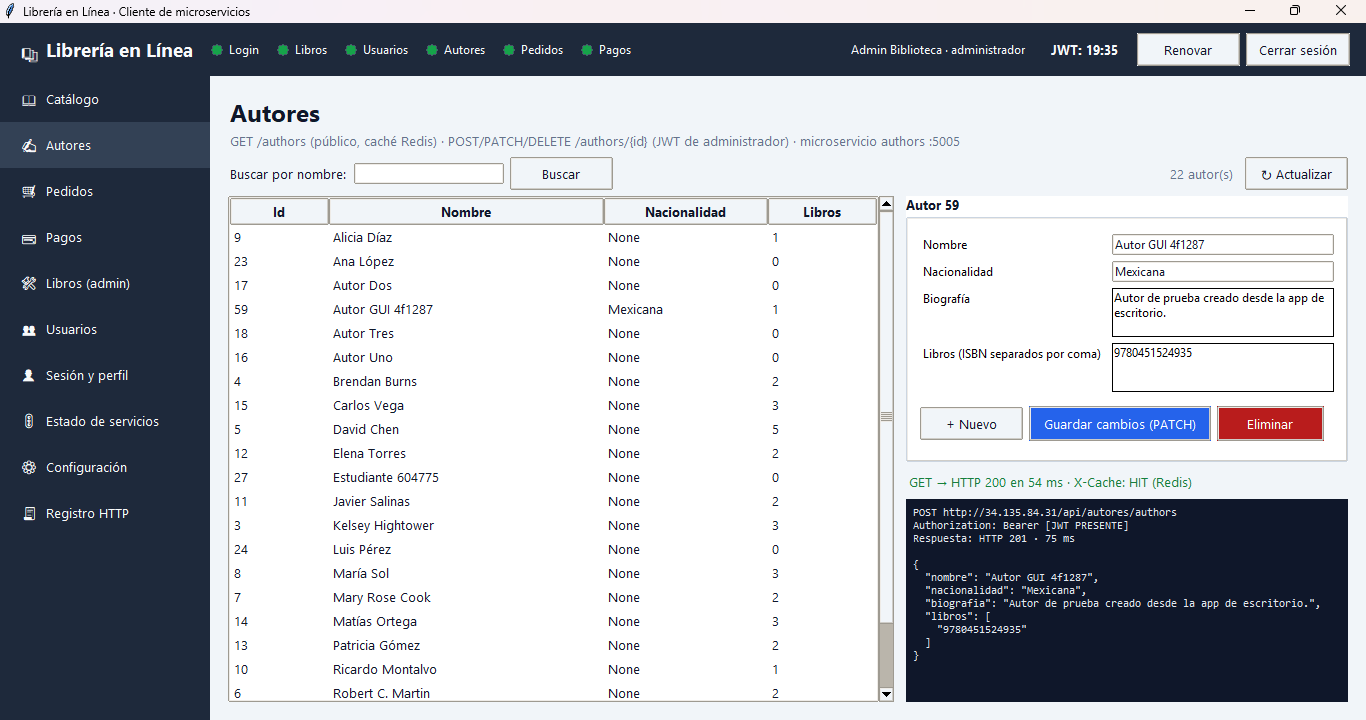 Librería en Línea · Cliente de microservicios
Librería en Línea
Login
Libros
Usuarios
Autores
Pedidos
Pagos
Admin Biblioteca · administrador
JWT: 19:35
Renovar
Cerrar sesión
Catálogo
Autores
Pedidos
Pagos
Libros (admin)
Usuarios
Sesión y perfil
Estado de servicios
Configuración
Registro HTTP
Autores
GET /authors (público, caché Redis) · POST/PATCH/DELETE /authors/{id} (JWT de administrador) · microservicio authors :5005
Buscar por nombre:
Buscar
22 autor(s)
↻ Actualizar
Id Nombre Nacionalidad Libros
9 Alicia Díaz None 1
23 Ana López None 0
17 Autor Dos None 0
59 Autor GUI 4f1287 Mexicana 1
18 Autor Tres None 0
16 Autor Uno None 0
4 Brendan Burns None 2
15 Carlos Vega None 3
5 David Chen None 5
12 Elena Torres None 2
27 Estudiante 604775 None 0
11 Javier Salinas None 2
3 Kelsey Hightower None 3
24 Luis Pérez None 0
8 María Sol None 3
7 Mary Rose Cook None 2
14 Matías Ortega None 3
13 Patricia Gómez None 2
10 Ricardo Montalvo None 1
6 Robert C. Martin None 2
Autor 59
Nombre Autor GUI 4f1287
Nacionalidad Mexicana
Biografía Autor de prueba creado desde la app de
escritorio.
Libros (ISBN separados por coma) 9780451524935
+ Nuevo
Guardar cambios (PATCH)
Eliminar
GET → HTTP 200 en 54 ms · X-Cache: HIT (Redis)
POST http://34.135.84.31/api/autores/authors
Authorization: Bearer [JWT PRESENTE]
Respuesta: HTTP 201 · 75 ms
{
"nombre": "Autor GUI 4f1287",
"nacionalidad": "Mexicana",
"biografia": "Autor de prueba creado desde la app de escritorio.",
"libros": [
"9780451524935"
]
}